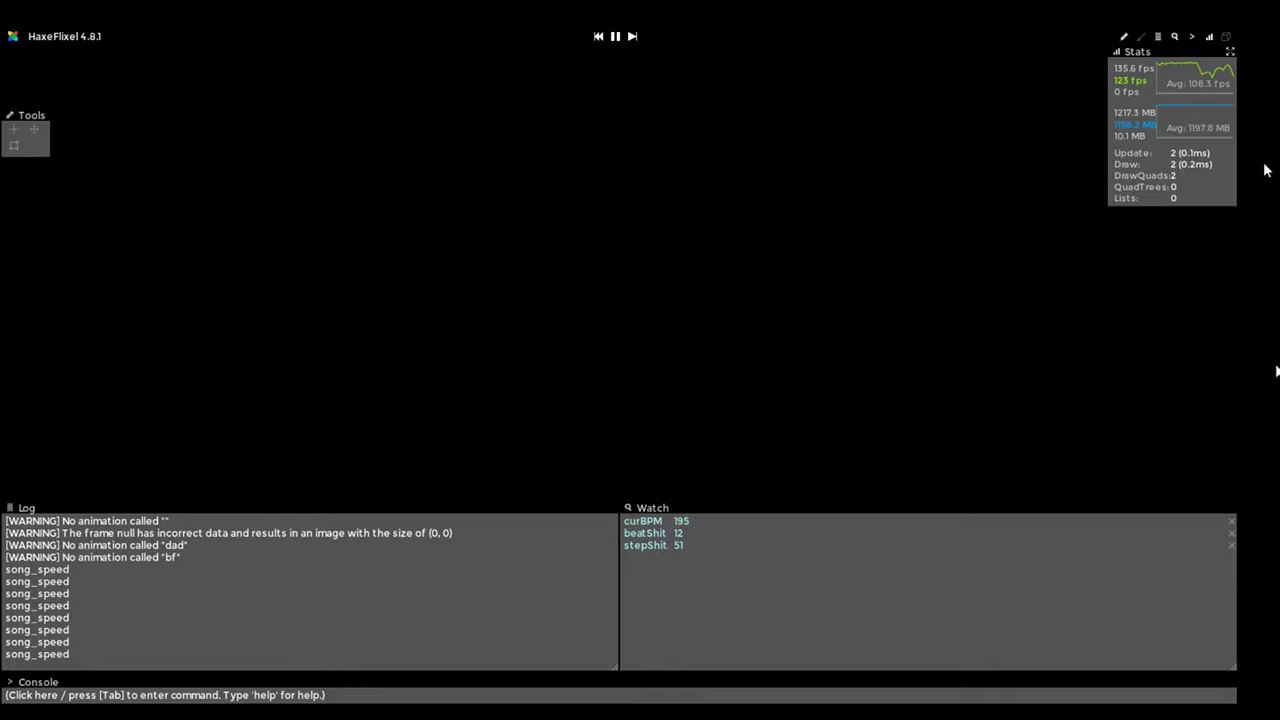 HaxeFlixel 4.8.1
Stats
135.6 fps
123 fps
0 fps
Avg: 108.3 fps
1217.3 MB
1198.2 MB
10.1 MB
Avg: 1197.6 MB
Update: 2 (0.1ms)
Draw: 2 (0.2ms)
DrawQuads: 2
QuadTrees: 0
Lists: 0
Tools
Log
[WARNING] No animation called ""
[WARNING] The frame null has incorrect data and results in an image with the size of (0, 0)
[WARNING] No animation called "dad"
[WARNING] No animation called "bf"
song_speed
song_speed
song_speed
song_speed
song_speed
song_speed
song_speed
song_speed
Watch
curBPM 195
beatShit 12
stepShit 51
> Console
(Click here / press [Tab] to enter command. Type 'help' for help.)